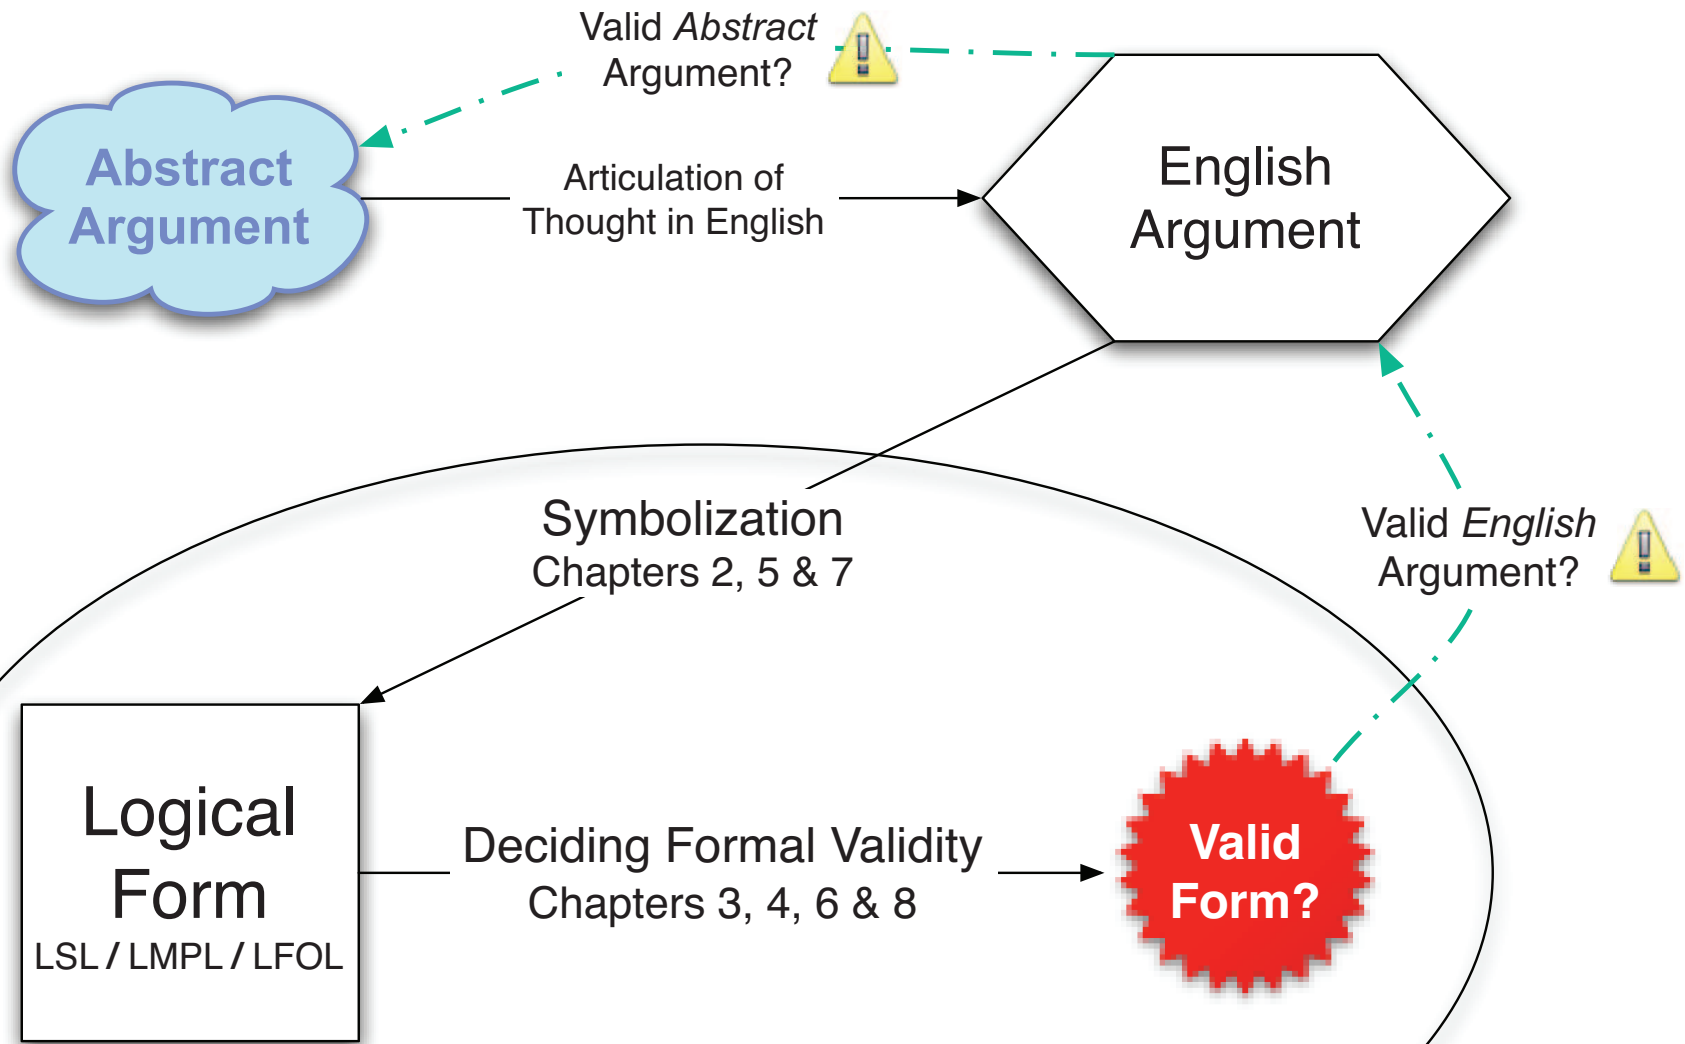 Valid Abstract
Argument?
Abstract
Argument
Articulation of
Thought in English
English
Argument
Symbolization
Chapters 2, 5 & 7
Valid English
Argument?
Logical
Form
LSL / LMPL / LFOL
Deciding Formal Validity
Chapters 3, 4, 6 & 8
Valid
Form?